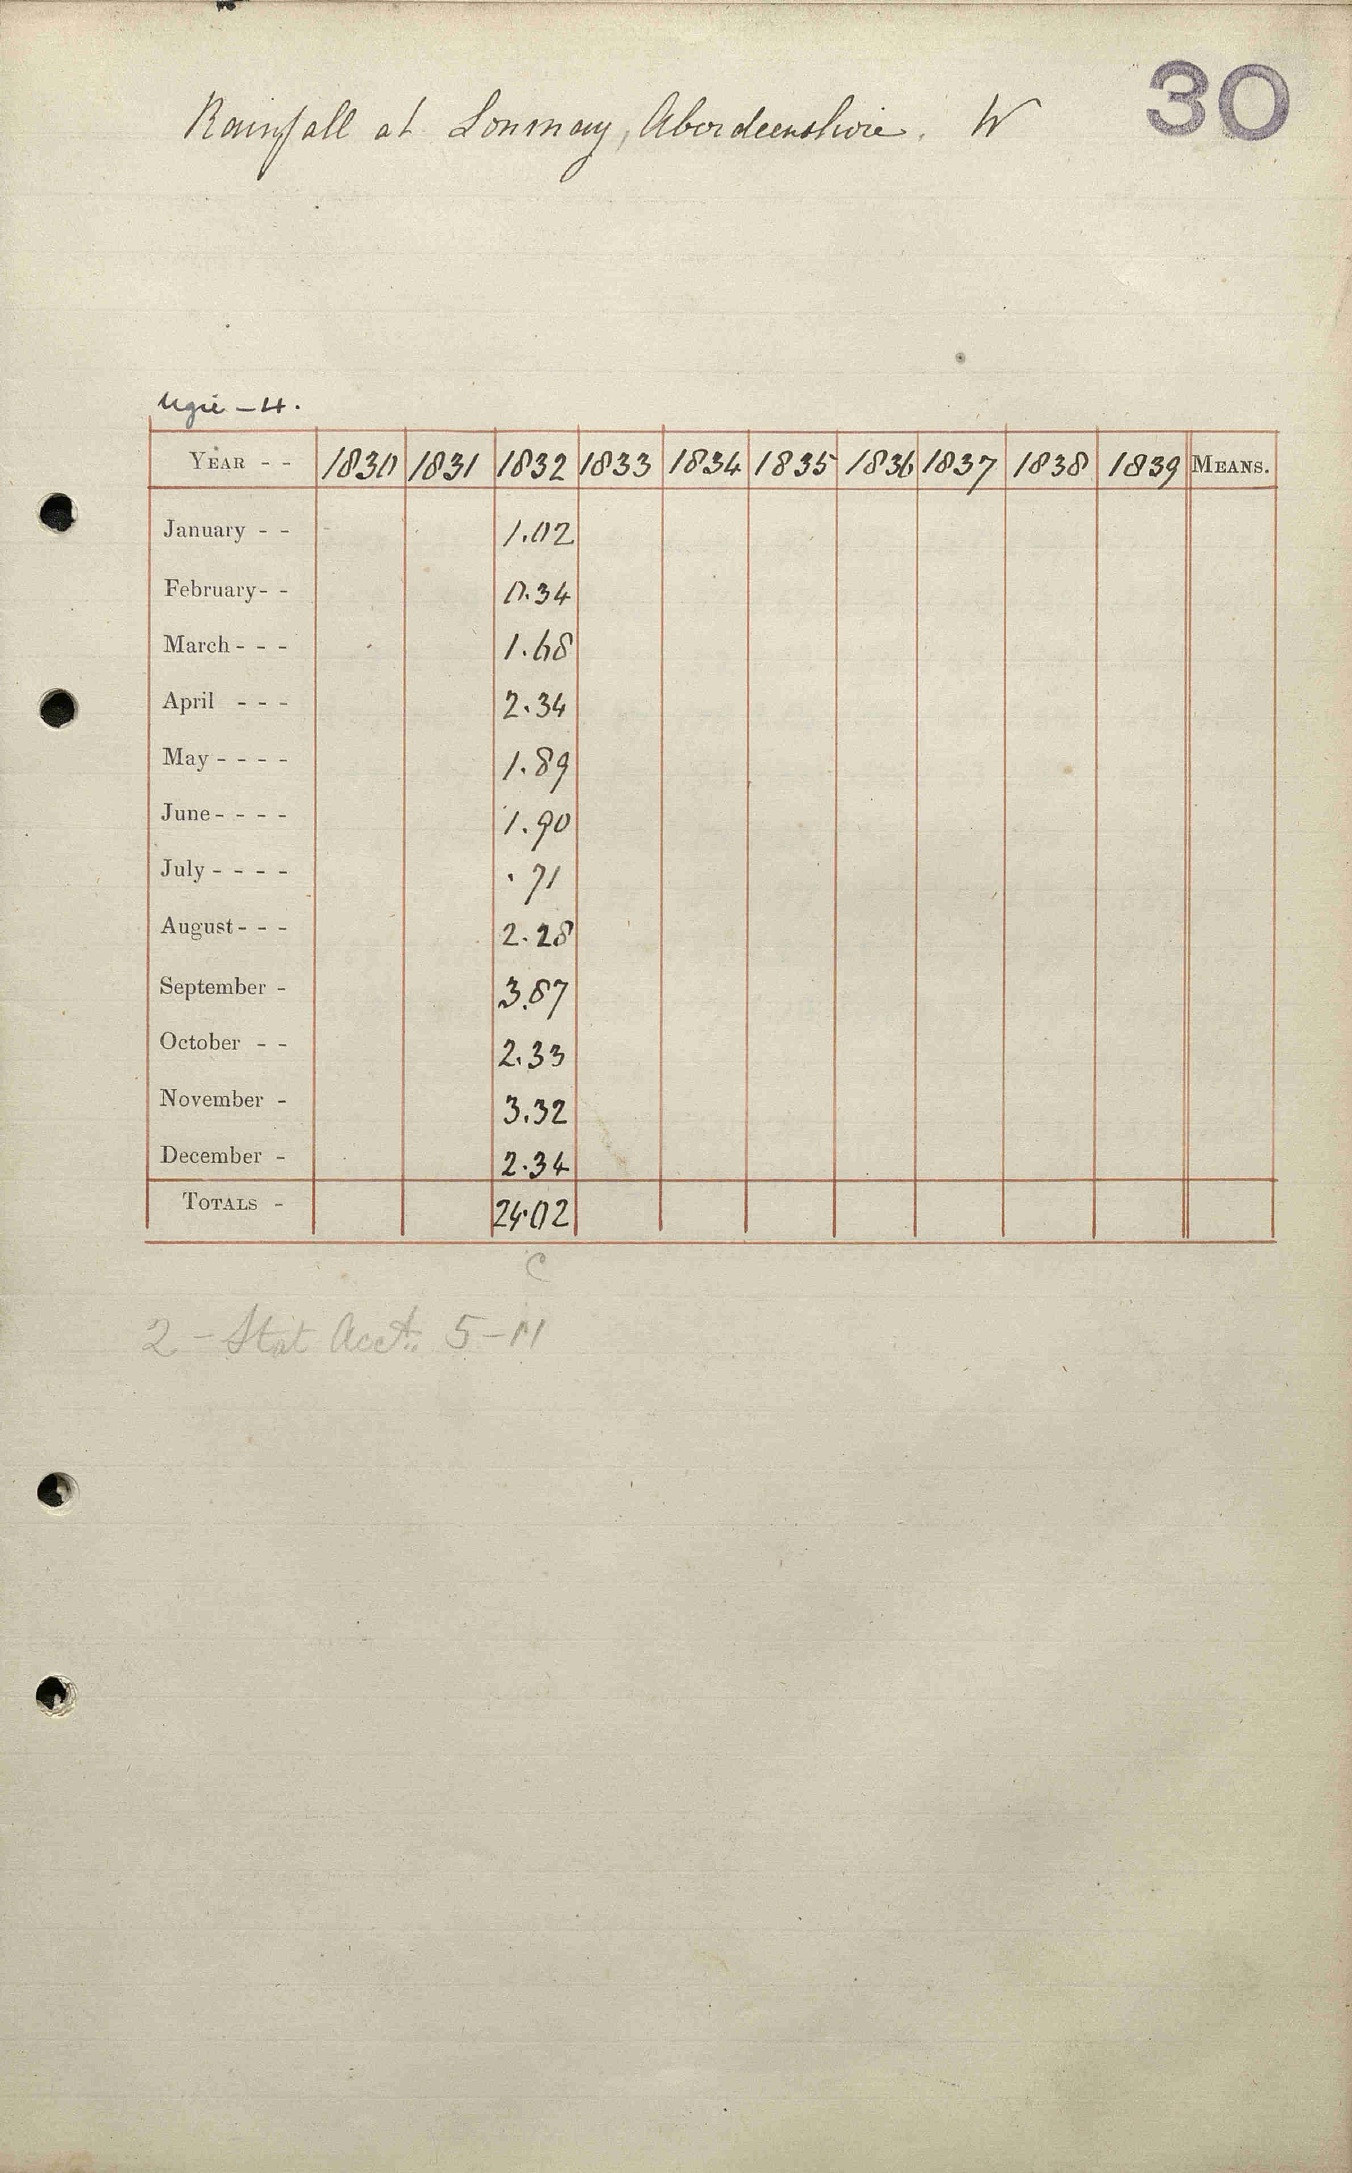 30
Rainfall at Lonmay, Aberdeenshire. W
Ugie - 4.
YEAR - - 1830 1831 1832 1833 1834 1835 1836 1837 1838 1839 MEANS.
January - - 1.02
February - - 0.34
March - - - 1.68
April - - - 2.34
May - - - - 1.89
June - - - - 1.90
July - - - - .71
August - - - 2.28
September - 3.87
October - - 2.33
November - 3.32
December - 2.34
TOTALS - 24.02
C
2 - Stat Acct.